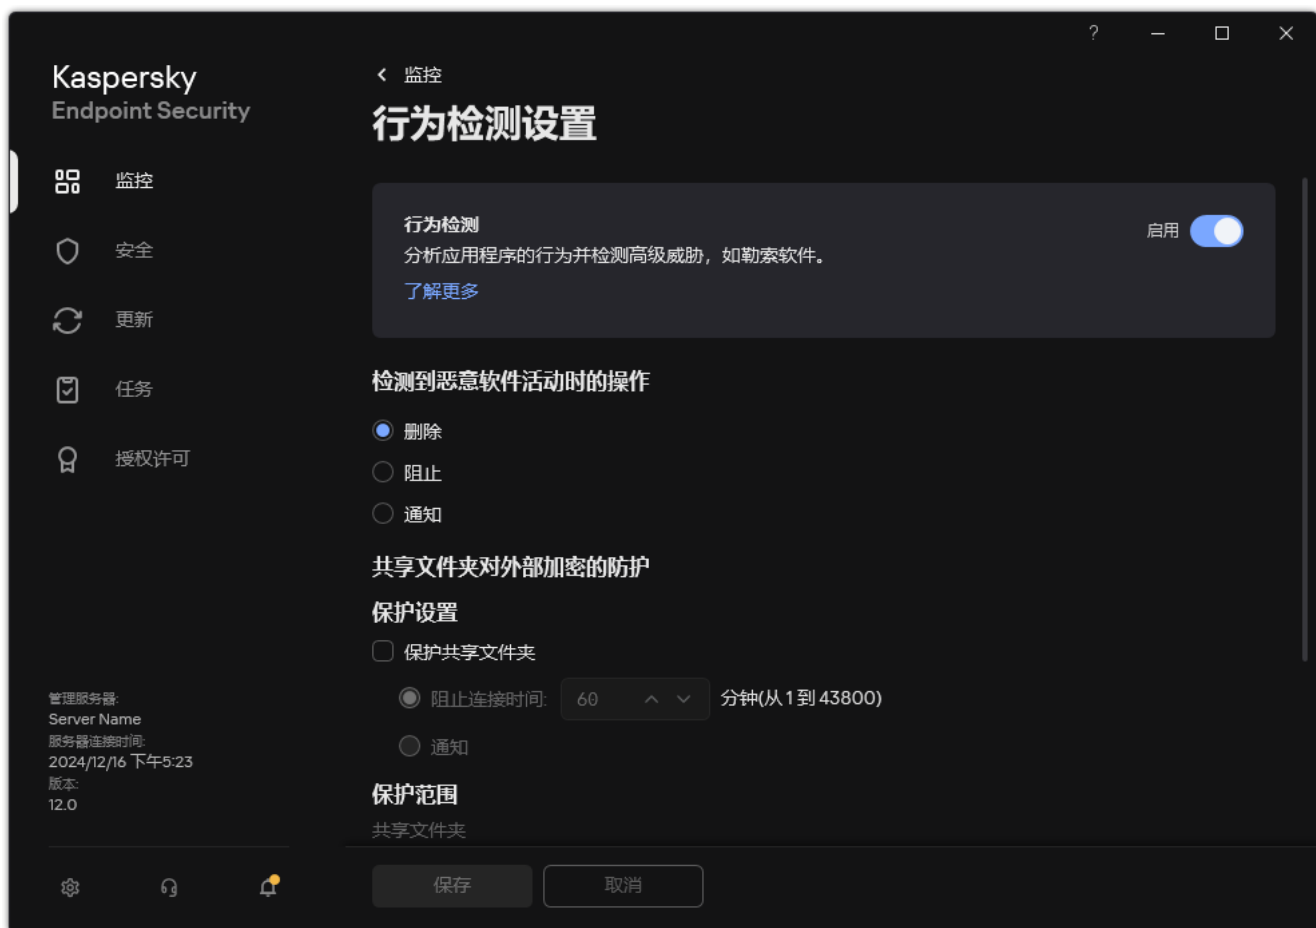 ?
Kaspersky
Endpoint Security
监控
安全
更新
任务
授权许可
管理服务器:
Server Name
服务器连接时间:
2024/12/16 下午5:23
版本:
12.0
监控
行为检测设置
行为检测
分析应用程序的行为并检测高级威胁，如勒索软件。
了解更多
启用
检测到恶意软件活动时的操作
删除
阻止
通知
共享文件夹对外部加密的防护
保护设置
保护共享文件夹
阻止连接时间: 60 分钟(从 1 到 43800)
通知
保护范围
共享文件夹
保存
取消